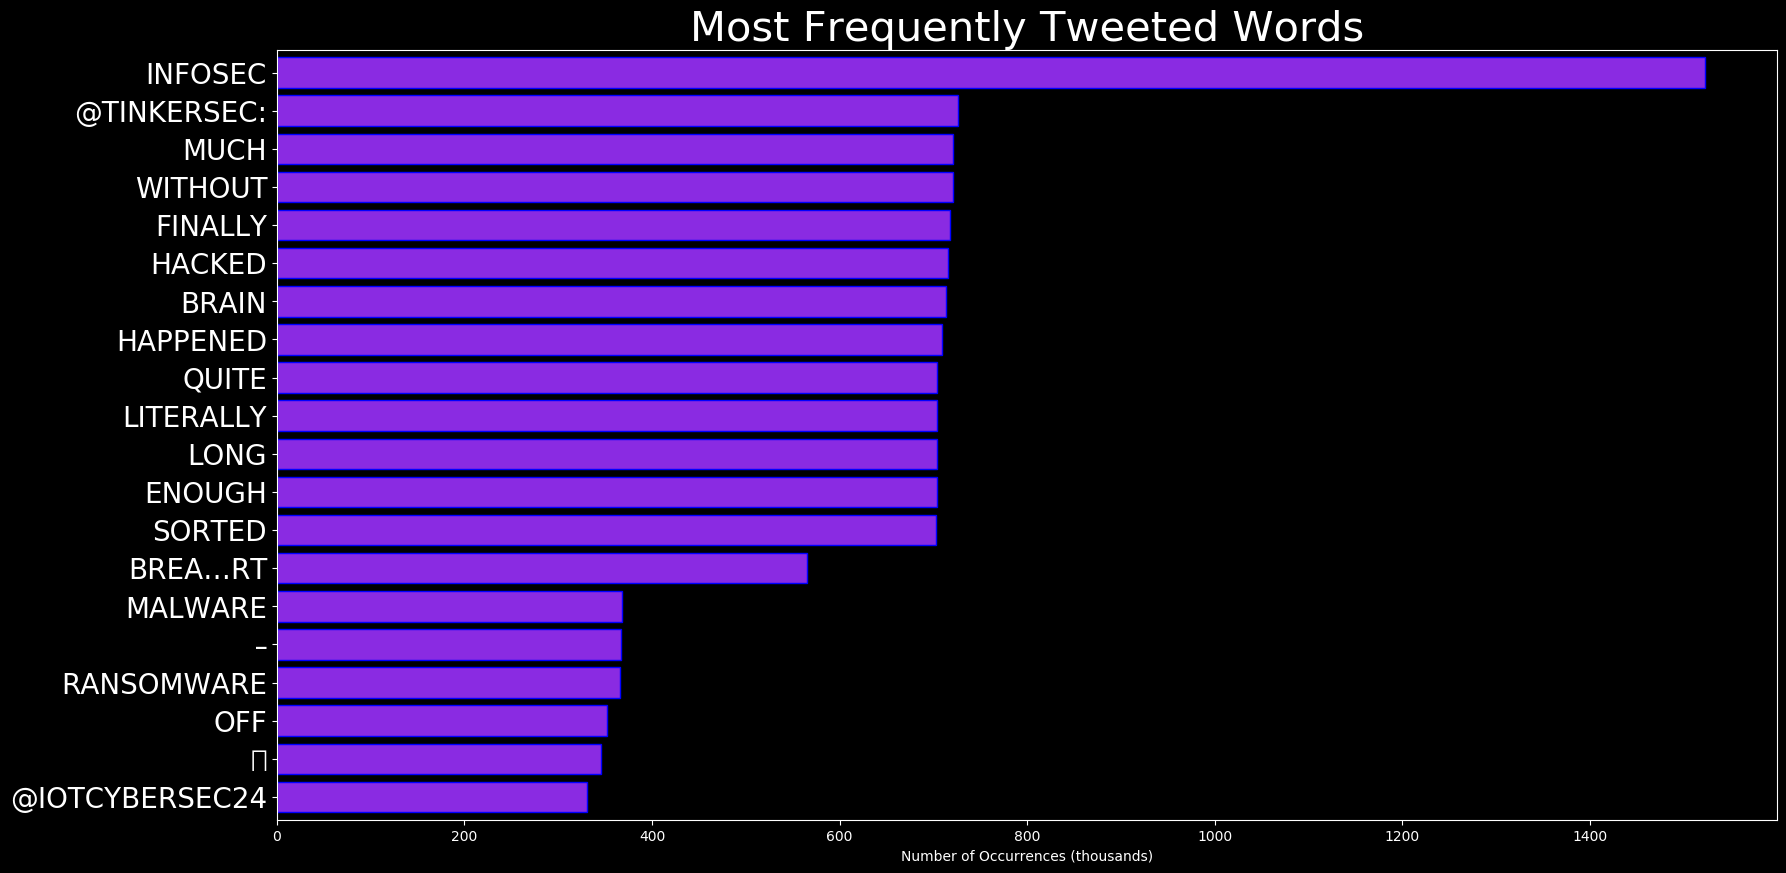 Most Frequently Tweeted Words
INFOSEC
@TINKERSEC:
MUCH
WITHOUT
FINALLY
HACKED
BRAIN
HAPPENED
QUITE
LITERALLY
LONG
ENOUGH
SORTED
BREA…RT
MALWARE
–
RANSOMWARE
OFF
@IOTCYBERSEC24
0 200 400 600 800 1000 1200 1400
Number of Occurrences (thousands)